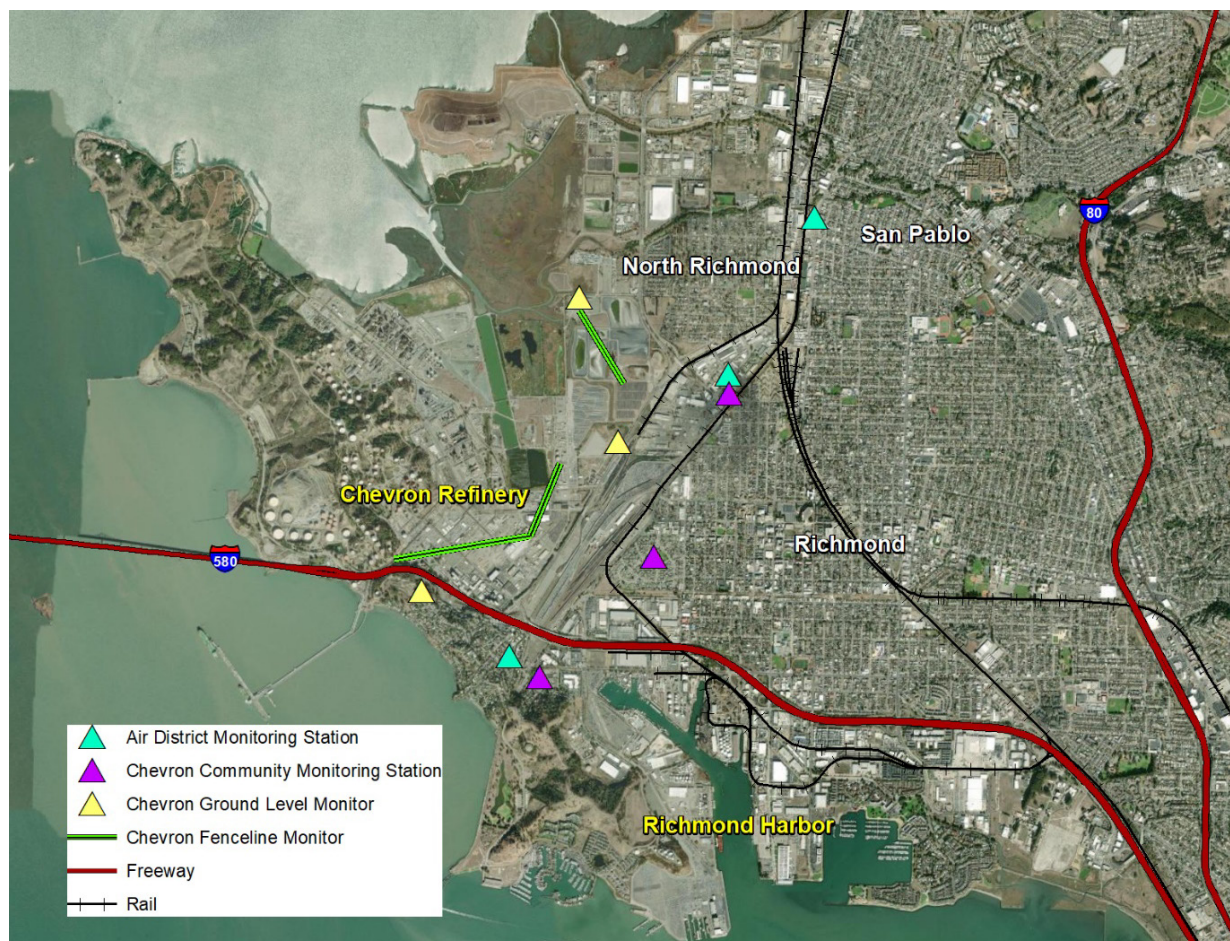 80
San Pablo
North Richmond
Chevron Refinery
Richmond
580
Richmond Harbor
Air District Monitoring Station
Chevron Community Monitoring Station
Chevron Ground Level Monitor
Chevron Fenceline Monitor
Freeway
Rail